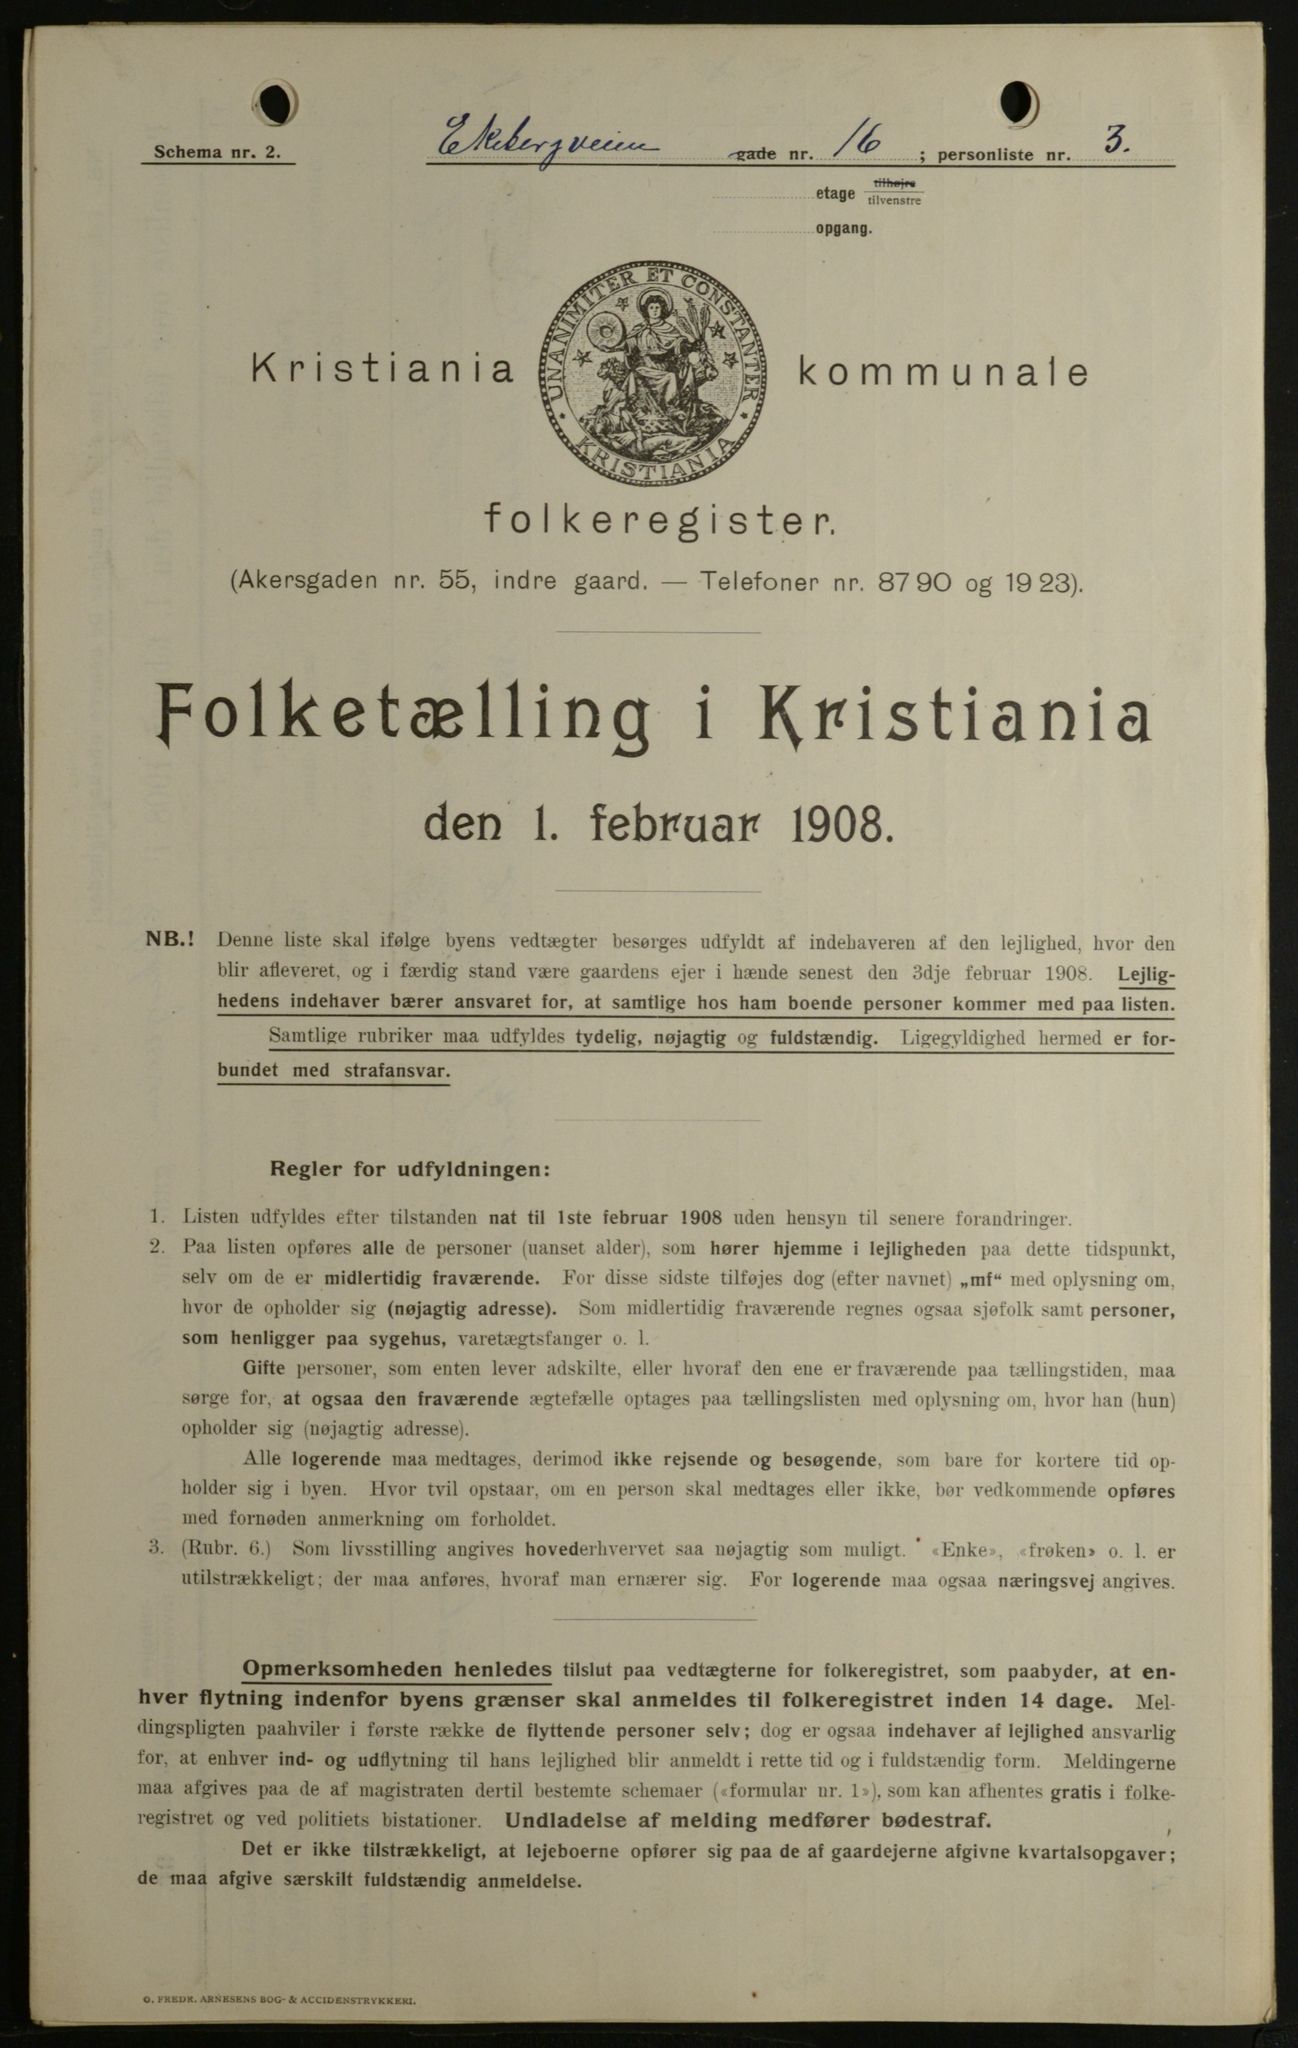 Schema nr. 2.
Ekebergveien gade nr. 16; personliste nr. 3.
etage tilhøjre
tilvenstre
opgang.
Kristiania kommunale
UNANIMITER ET CONSTANTER
KRISTIANIA
folkeregister.
(Akersgaden nr. 55, indre gaard. — Telefoner nr. 87 90 og 19 23).
Folketælling i Kristiania
den 1. februar 1908.
NB.! Denne liste skal ifølge byens vedtægter besørges udfyldt af indehaveren af den lejlighed, hvor den
blir afleveret, og i færdig stand være gaardens ejer i hænde senest den 3dje februar 1908. Lejlig-
hedens indehaver bærer ansvaret for, at samtlige hos ham boende personer kommer med paa listen.
Samtlige rubriker maa udfyldes tydelig, nøjagtig og fuldstændig. Ligegyldighed hermed er for-
bundet med strafansvar.
Regler for udfyldningen:
1. Listen udfyldes efter tilstanden nat til 1ste februar 1908 uden hensyn til senere forandringer.
2. Paa listen opføres alle de personer (uanset alder), som hører hjemme i lejligheden paa dette tidspunkt,
selv om de er midlertidig fraværende. For disse sidste tilføjes dog (efter navnet) „mf“ med oplysning om,
hvor de opholder sig (nøjagtig adresse). Som midlertidig fraværende regnes ogsaa sjøfolk samt personer,
som henligger paa sygehus, varetægtsfanger o. l.
Gifte personer, som enten lever adskilte, eller hvoraf den ene er fraværende paa tællingstiden, maa
sørge for, at ogsaa den fraværende ægtefælle optages paa tællingslisten med oplysning om, hvor han (hun)
opholder sig (nøjagtig adresse).
Alle logerende maa medtages, derimod ikke rejsende og besøgende, som bare for kortere tid op-
holder sig i byen. Hvor tvil opstaar, om en person skal medtages eller ikke, bør vedkommende opføres
med fornøden anmerkning om forholdet.
3. (Rubr. 6.) Som livsstilling angives hovederhvervet saa nøjagtig som muligt. «Enke», «frøken» o. l. er
utilstrækkeligt; der maa anføres, hvoraf man ernærer sig. For logerende maa ogsaa næringsvej angives.
Opmerksomheden henledes tilslut paa vedtægterne for folkeregistret, som paabyder, at en-
hver flytning indenfor byens grænser skal anmeldes til folkeregistret inden 14 dage. Mel-
dingspligten paahviler i første række de flyttende personer selv; dog er ogsaa indehaver af lejlighed ansvarlig
for, at enhver ind- og udflytning til hans lejlighed blir anmeldt i rette tid og i fuldstændig form. Meldingerne
maa afgives paa de af magistraten dertil bestemte schemaer («formular nr. 1»), som kan afhentes gratis i folke-
registret og ved politiets bistationer. Undladelse af melding medfører bødestraf.
Det er ikke tilstrækkeligt, at lejeboerne opfører sig paa de af gaardejerne afgivne kvartalsopgaver;
de maa afgive særskilt fuldstændig anmeldelse.
O. FREDR. ARNESENS BOG- & ACCIDENSTRYKKERI.